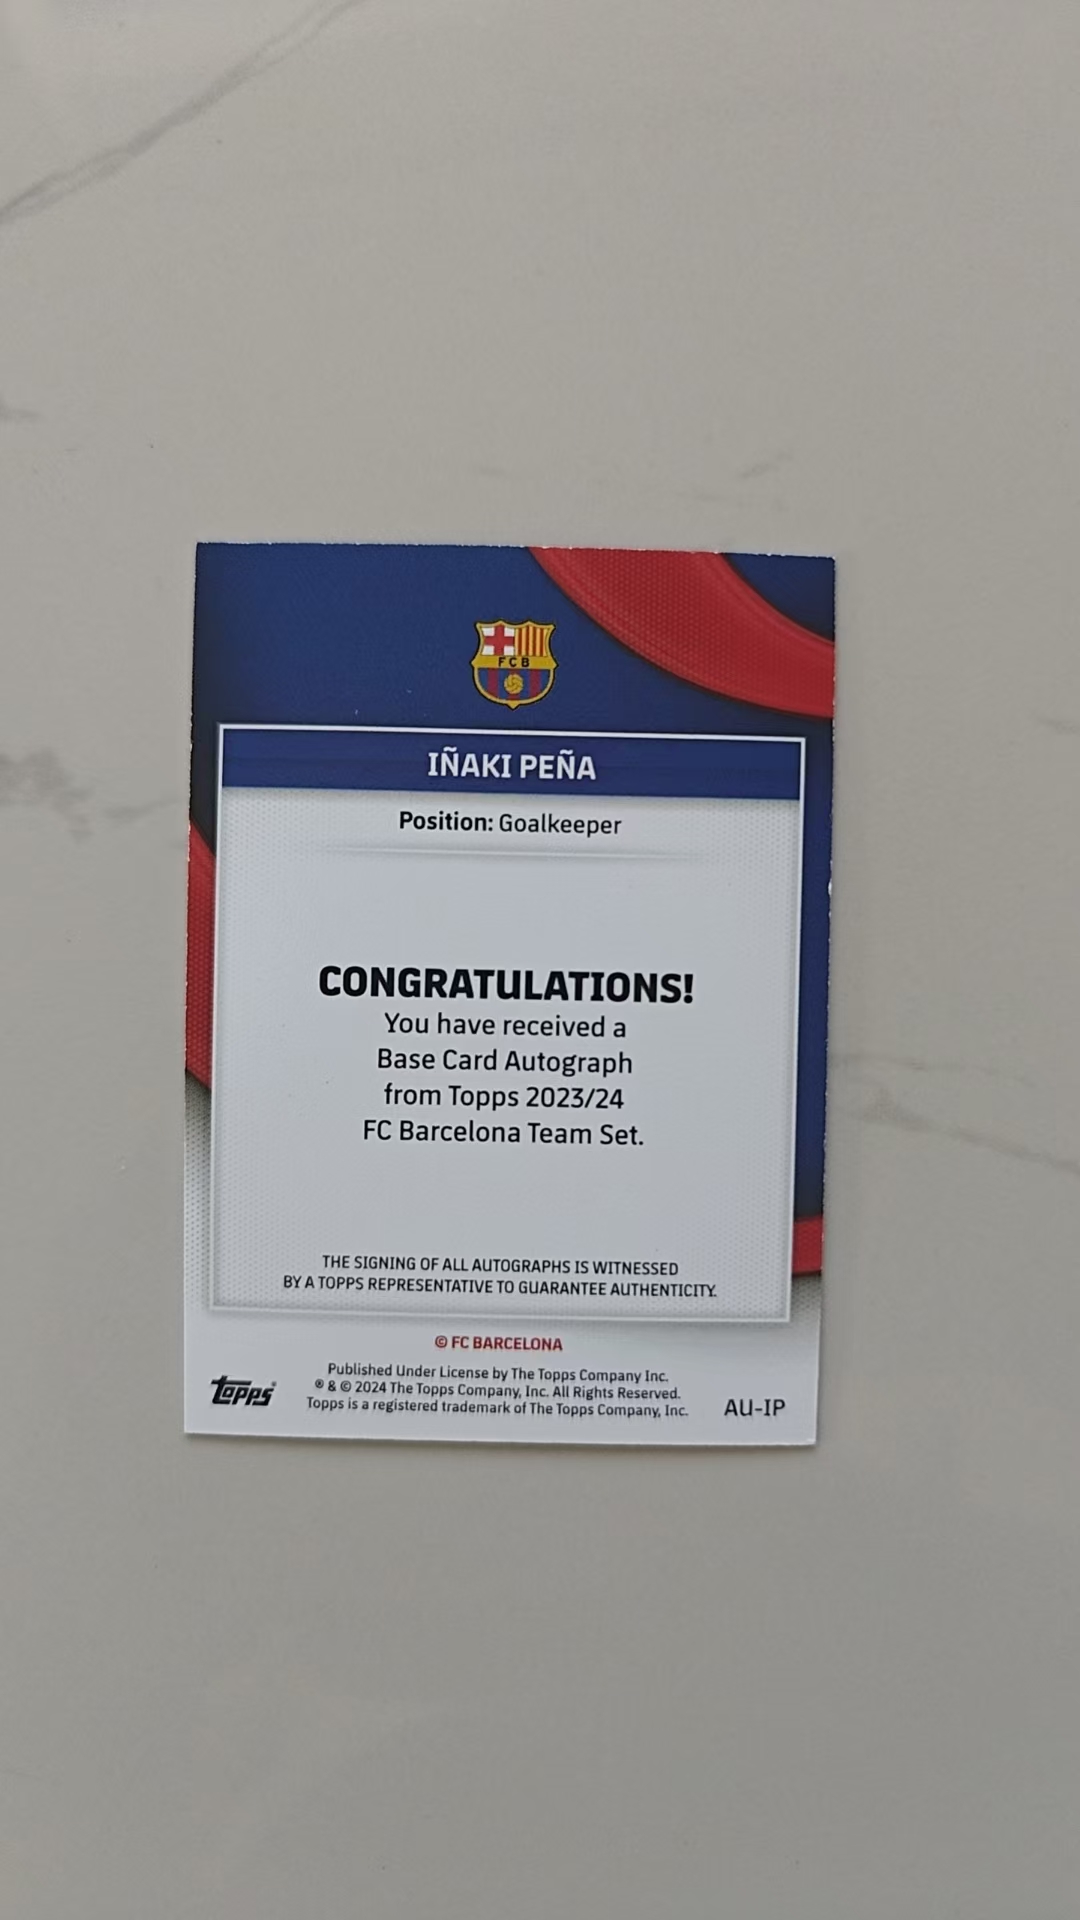 FCB
IÑAKI PEÑA
Position: Goalkeeper
CONGRATULATIONS!
You have received a
Base Card Autograph
from Topps 2023/24
FC Barcelona Team Set.
THE SIGNING OF ALL AUTOGRAPHS IS WITNESSED
BY A TOPPS REPRESENTATIVE TO GUARANTEE AUTHENTICITY.
© FC BARCELONA
Published Under License by The Topps Company Inc.
® & © 2024 The Topps Company, Inc. All Rights Reserved.
Topps is a registered trademark of The Topps Company, Inc.
Topps®
AU-IP